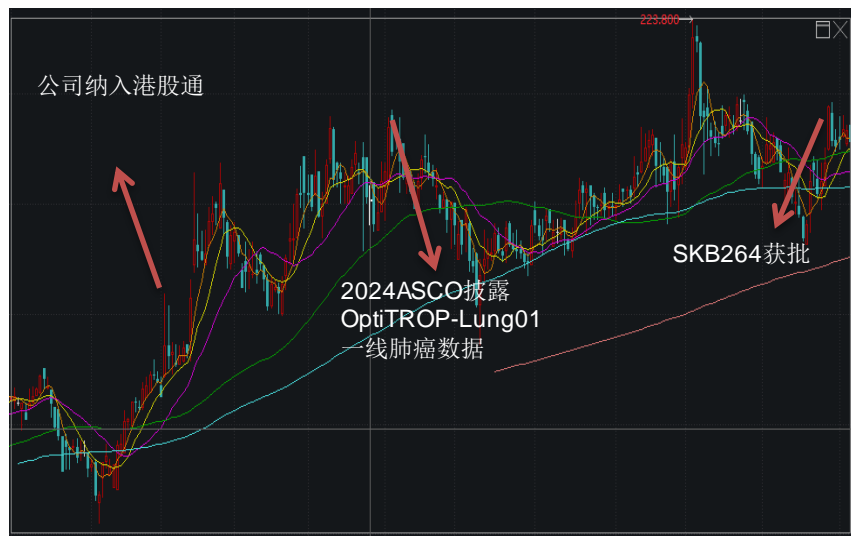 223.800
公司纳入港股通
SKB264获批
2024ASCO披露
OptiTROP-Lung01
一线肺癌数据